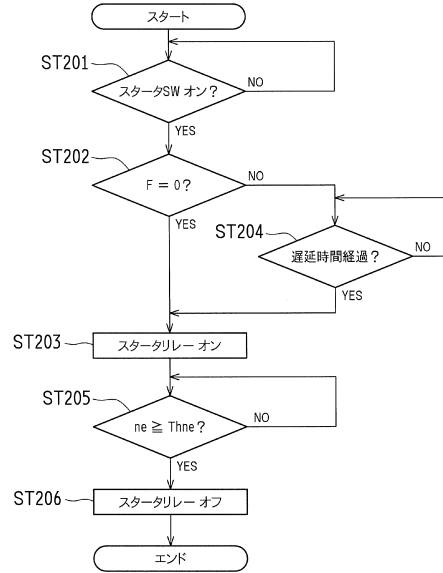 スタート
ST201
スタータSW オン?
NO
YES
ST202
F = 0?
NO
YES
ST204
遅延時間経過?
NO
YES
ST203
スタータリレー オン
ST205
ne ≧ Thne?
NO
YES
ST206
スタータリレー オフ
エンド